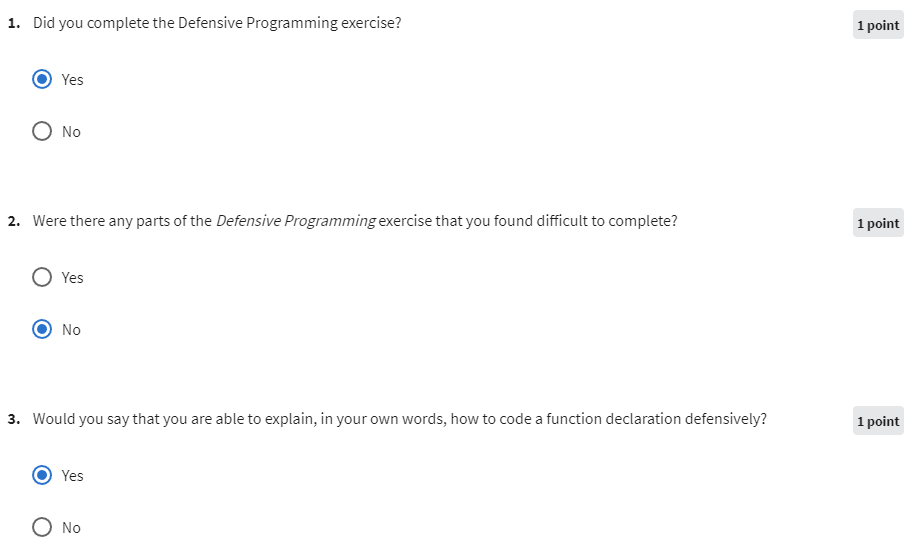 1. Did you complete the Defensive Programming exercise?
1 point
Yes
No
2. Were there any parts of the Defensive Programming exercise that you found difficult to complete?
1 point
Yes
No
3. Would you say that you are able to explain, in your own words, how to code a function declaration defensively?
1 point
Yes
No